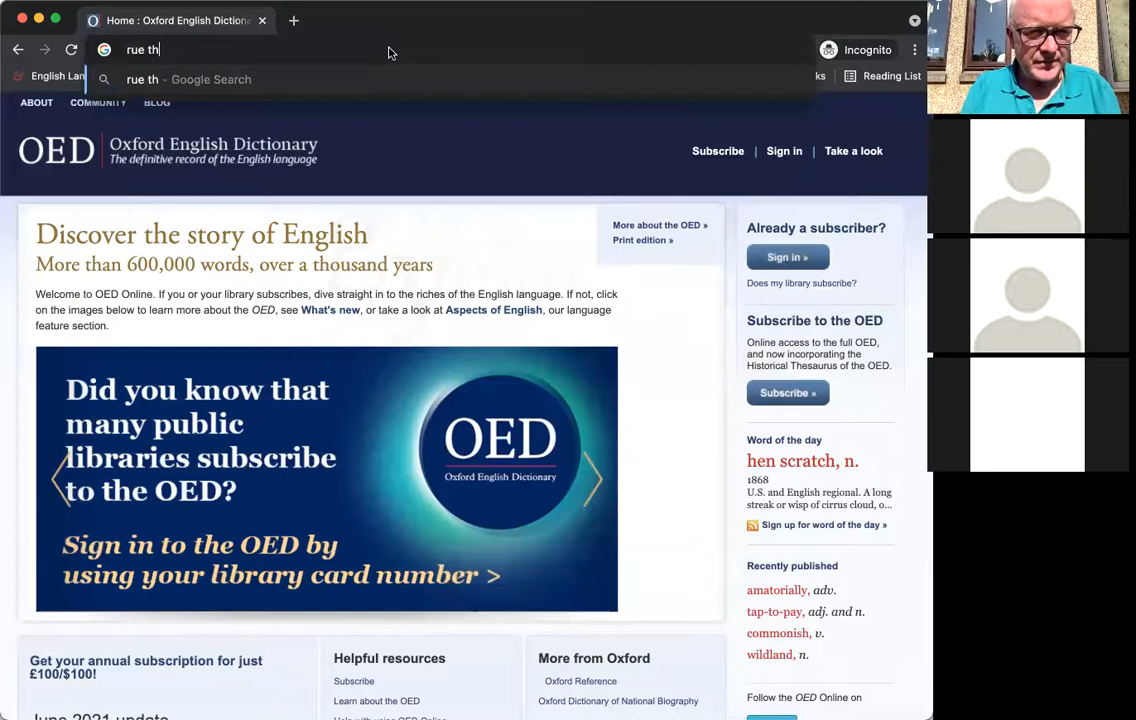 Home : Oxford English Dictiona
rue th
Incognito
English Lan
rue th - Google Search
ks
Reading List
ABOUT
COMMUNITY
BLOG
OED
Oxford English Dictionary
The definitive record of the English language
Subscribe
Sign in
Take a look
Discover the story of English
More than 600,000 words, over a thousand years
Welcome to OED Online. If you or your library subscribes, dive straight in to the riches of the English language. If not, click
on the images below to learn more about the OED, see What's new, or take a look at Aspects of English, our language
feature section.
More about the OED »
Print edition »
Did you know that
many public
libraries subscribe
to the OED?
Sign in to the OED by
using your library card number >
OED
Oxford English Dictionary
Already a subscriber?
Sign in »
Does my library subscribe?
Subscribe to the OED
Online access to the full OED,
and now incorporating the
Historical Thesaurus of the OED.
Subscribe »
Word of the day
hen scratch, n.
1868
U.S. and English regional. A long
streak or wisp of cirrus cloud, o...
Sign up for word of the day »
Recently published
amatorially, adv.
tap-to-pay, adj. and n.
commonish, v.
wildland, n.
Follow the OED Online on
Get your annual subscription for just
£100/$100!
June 2021 update
Helpful resources
Subscribe
Learn about the OED
Help with using OED Online
More from Oxford
Oxford Reference
Oxford Dictionary of National Biography